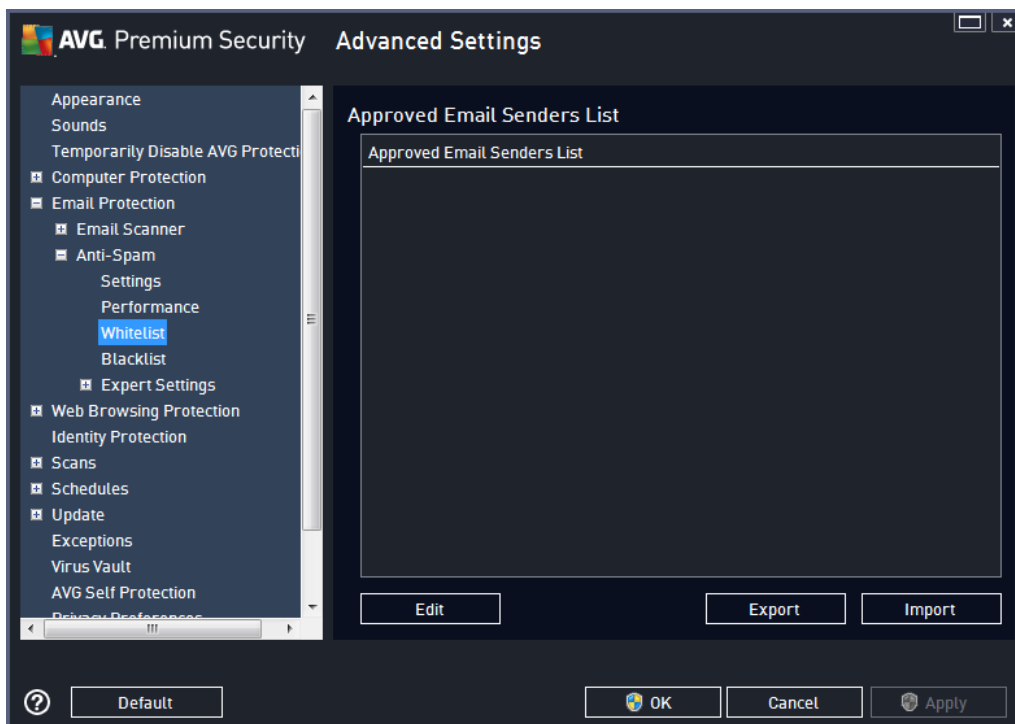 AVG. Premium Security
Advanced Settings
Appearance
Sounds
Temporarily Disable AVG Protecti
Computer Protection
Email Protection
Email Scanner
Anti-Spam
Settings
Performance
Whitelist
Blacklist
Expert Settings
Web Browsing Protection
Identity Protection
Scans
Schedules
Update
Exceptions
Virus Vault
AVG Self Protection
Privacy Preferences
Approved Email Senders List
Approved Email Senders List
Edit
Export
Import
Default
OK
Cancel
Apply